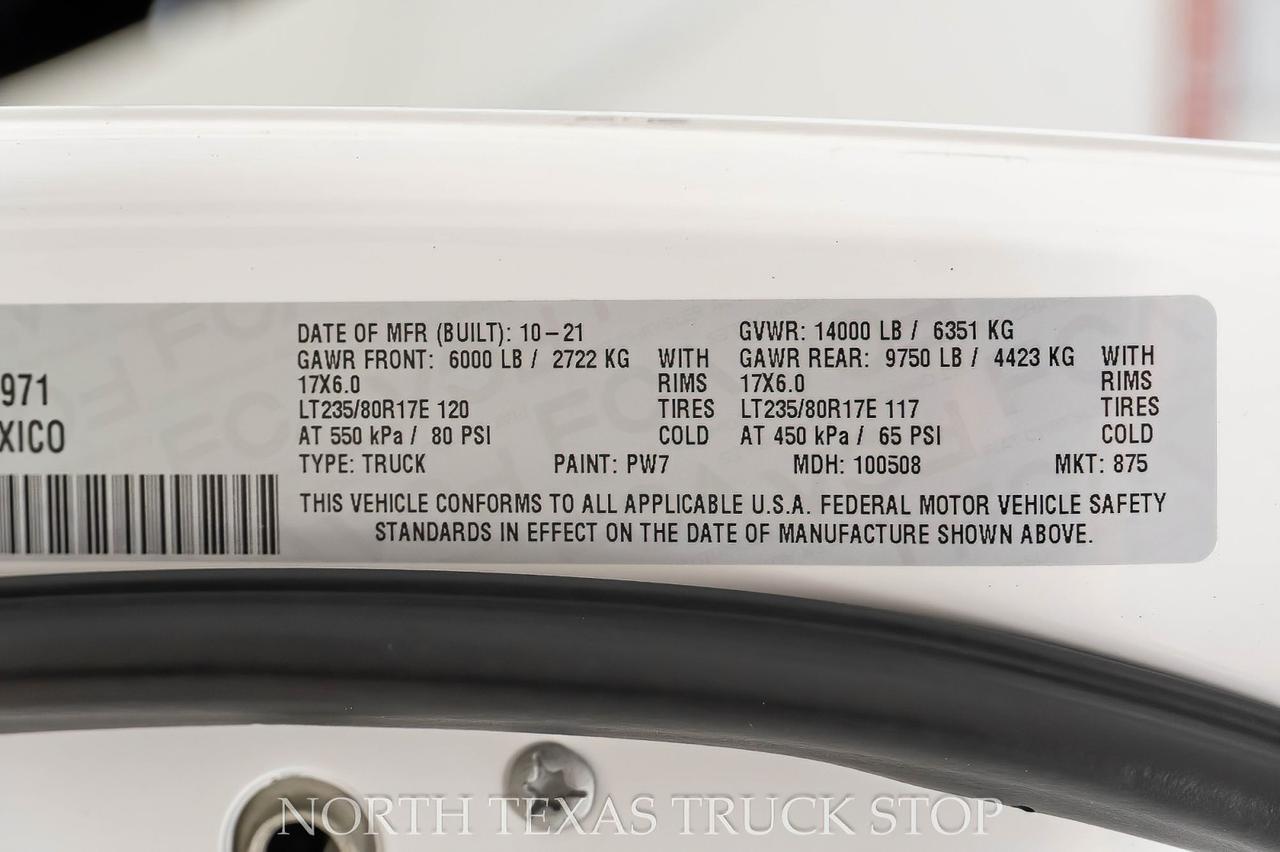 DATE OF MFR (BUILT): 10-21 GVWR: 14000 LB / 6351 KG
GAWR FRONT: 6000 LB / 2722 KG WITH GAWR REAR: 9750 LB / 4423 KG WITH
971 17X6.0 RIMS 17X6.0 RIMS
LT235/80R17E 120 TIRES LT235/80R17E 117 TIRES
XICO AT 550 kPa / 80 PSI COLD AT 450 kPa / 65 PSI COLD
TYPE: TRUCK PAINT: PW7 MDH: 100508 MKT: 875
THIS VEHICLE CONFORMS TO ALL APPLICABLE U.S.A. FEDERAL MOTOR VEHICLE SAFETY
STANDARDS IN EFFECT ON THE DATE OF MANUFACTURE SHOWN ABOVE.
NORTH TEXAS TRUCK STOP